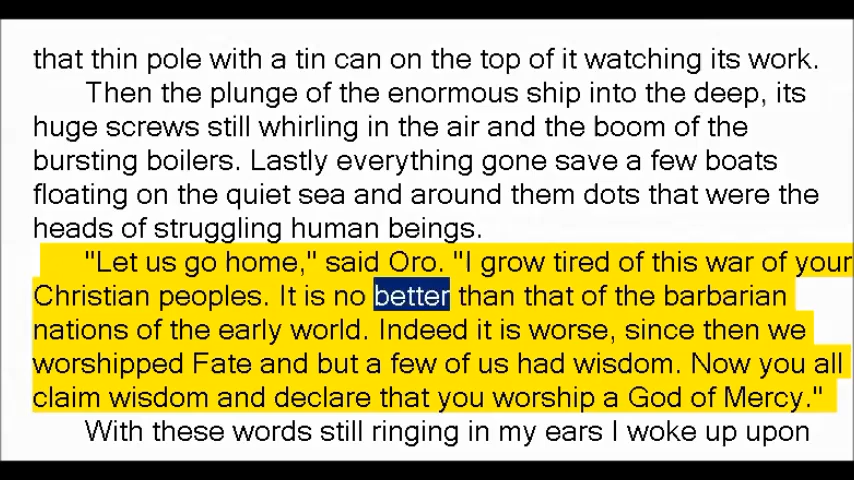 that thin pole with a tin can on the top of it watching its work.
Then the plunge of the enormous ship into the deep, its
huge screws still whirling in the air and the boom of the
bursting boilers. Lastly everything gone save a few boats
floating on the quiet sea and around them dots that were the
heads of struggling human beings.
"Let us go home," said Oro. "I grow tired of this war of your
Christian peoples. It is no better than that of the barbarian
nations of the early world. Indeed it is worse, since then we
worshipped Fate and but a few of us had wisdom. Now you all
claim wisdom and declare that you worship a God of Mercy."
With these words still ringing in my ears I woke up upon